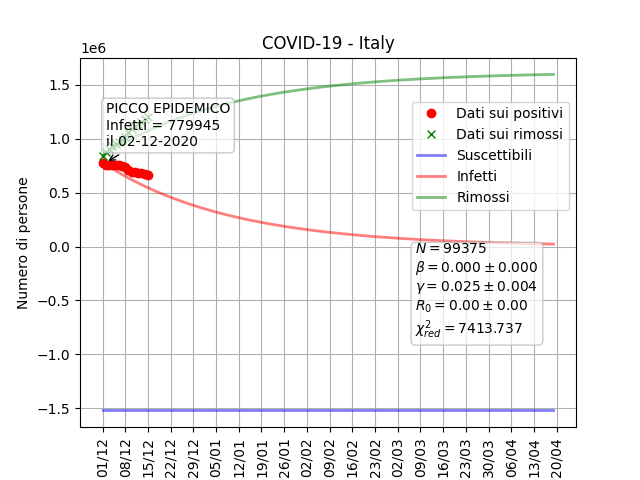 COVID-19 - Italy
1e6
Numero di persone
1.5
1.0
0.5
0.0
−0.5
−1.0
−1.5
PICCO EPIDEMICO
Infetti = 779945
il 02-12-2020
Dati sui positivi
Dati sui rimossi
Suscettibili
Infetti
Rimossi
N = 99375
β = 0.000 ± 0.000
γ = 0.025 ± 0.004
R₀ = 0.00 ± 0.00
χ²_red = 7413.737
01/12 08/12 15/12 22/12 29/12 05/01 12/01 19/01 26/01 02/02 09/02 16/02 23/02 02/03 09/03 16/03 23/03 30/03 06/04 13/04 20/04